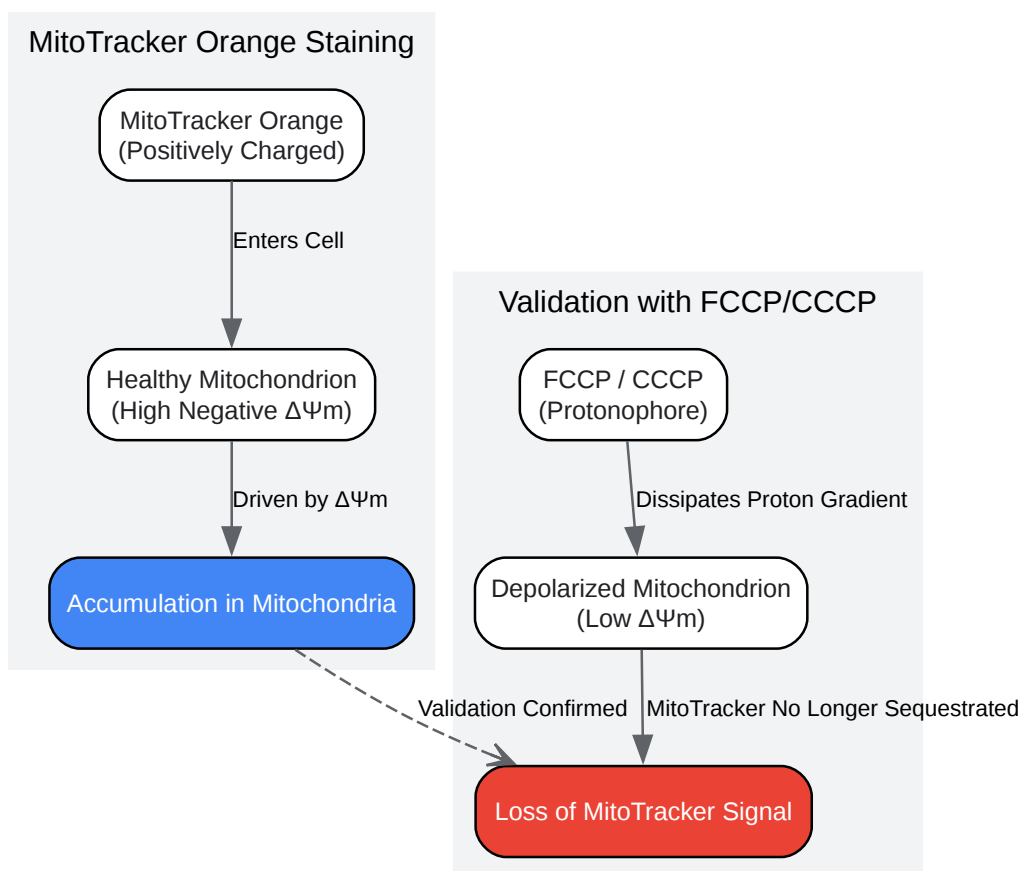 MitoTracker Orange Staining
MitoTracker Orange
(Positively Charged)
Enters Cell
Healthy Mitochondrion
(High Negative ΔΨm)
Driven by ΔΨm
Accumulation in Mitochondria
Validation with FCCP/CCCP
FCCP / CCCP
(Protonophore)
Dissipates Proton Gradient
Depolarized Mitochondrion
(Low ΔΨm)
Validation Confirmed
MitoTracker No Longer Sequestrated
Loss of MitoTracker Signal